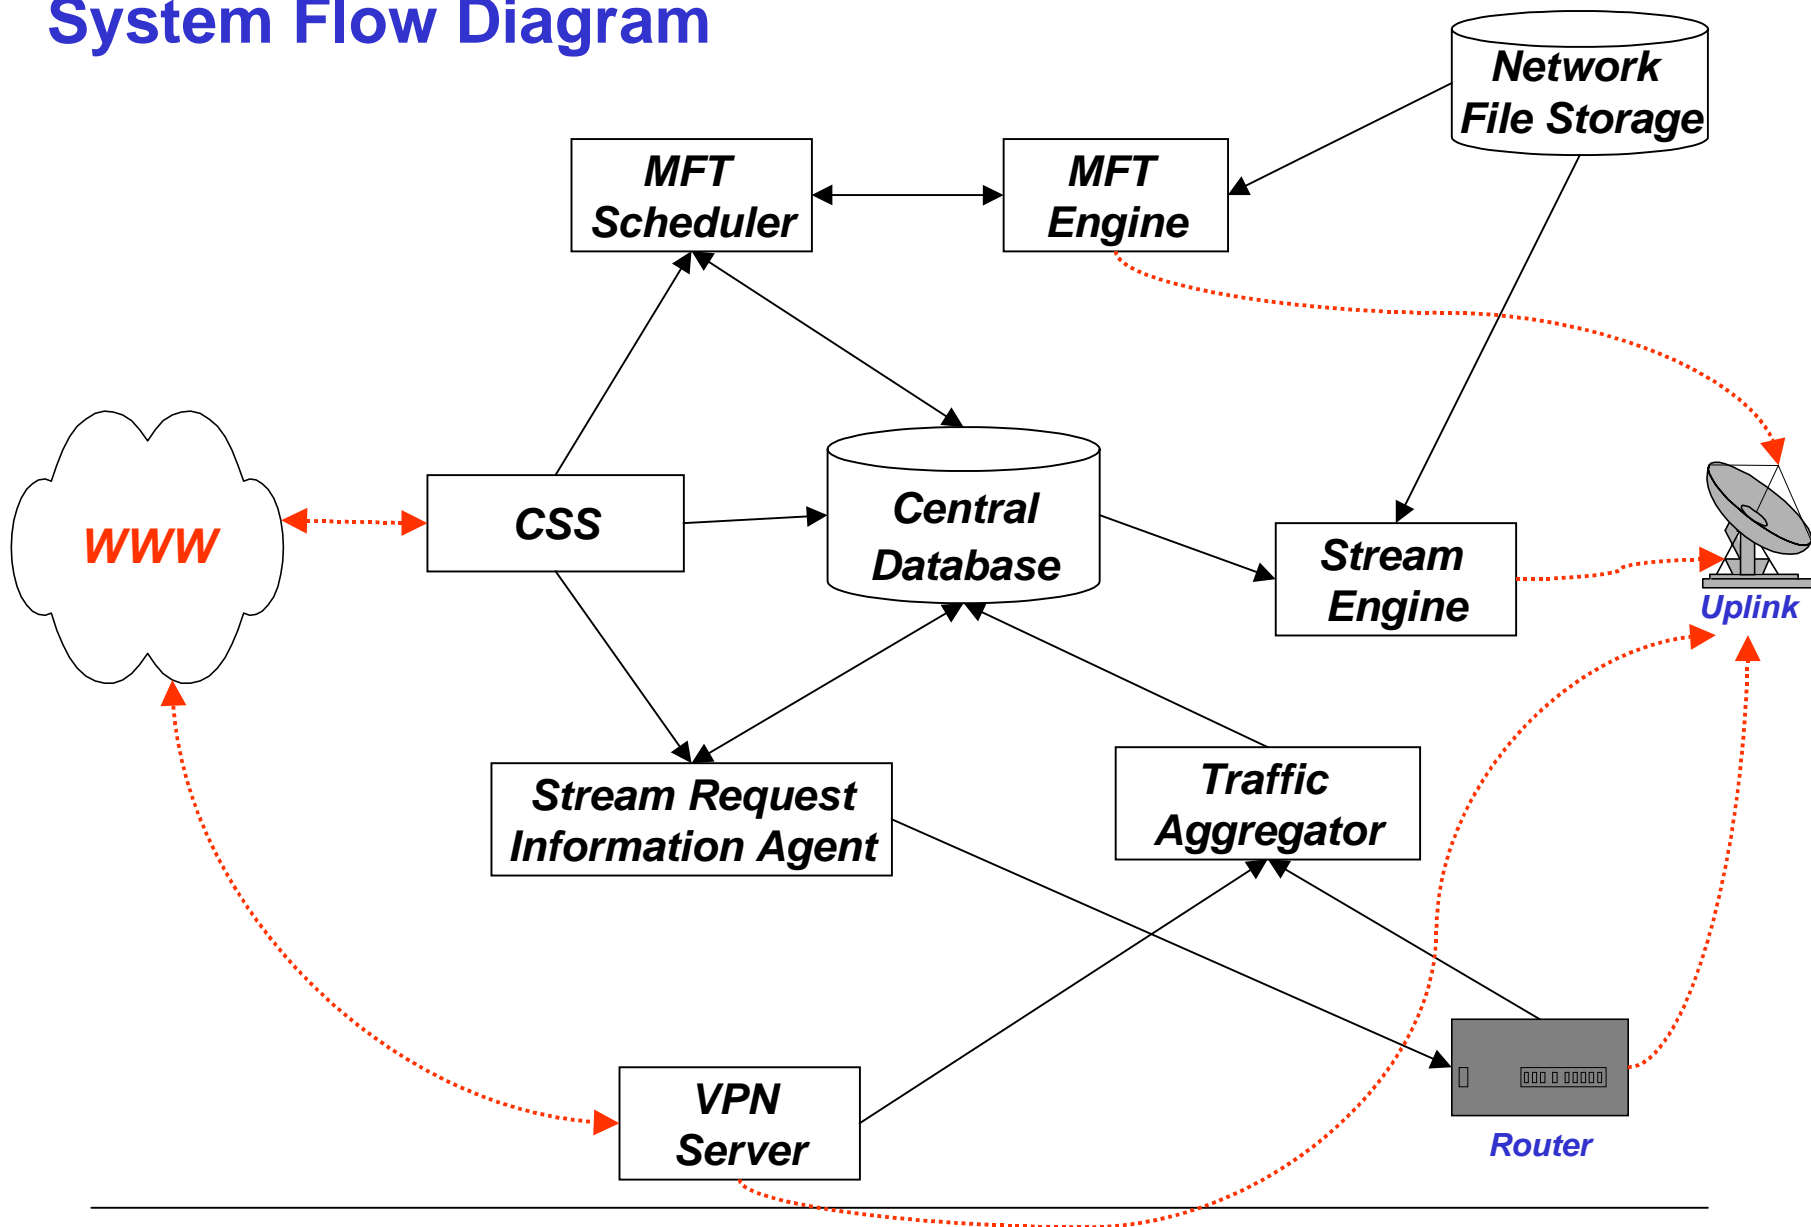 System Flow Diagram
Network
File Storage
MFT
Scheduler
MFT
Engine
WWW
CSS
Central
Database
Stream
Engine
Uplink
Stream Request
Information Agent
Traffic
Aggregator
VPN
Server
Router